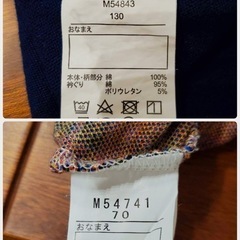 M54843
130
おなまえ
本体・柄部分 綿 100%
衿ぐり 綿 95%
ポリウレタン 5%
M54741
70
おなまえ